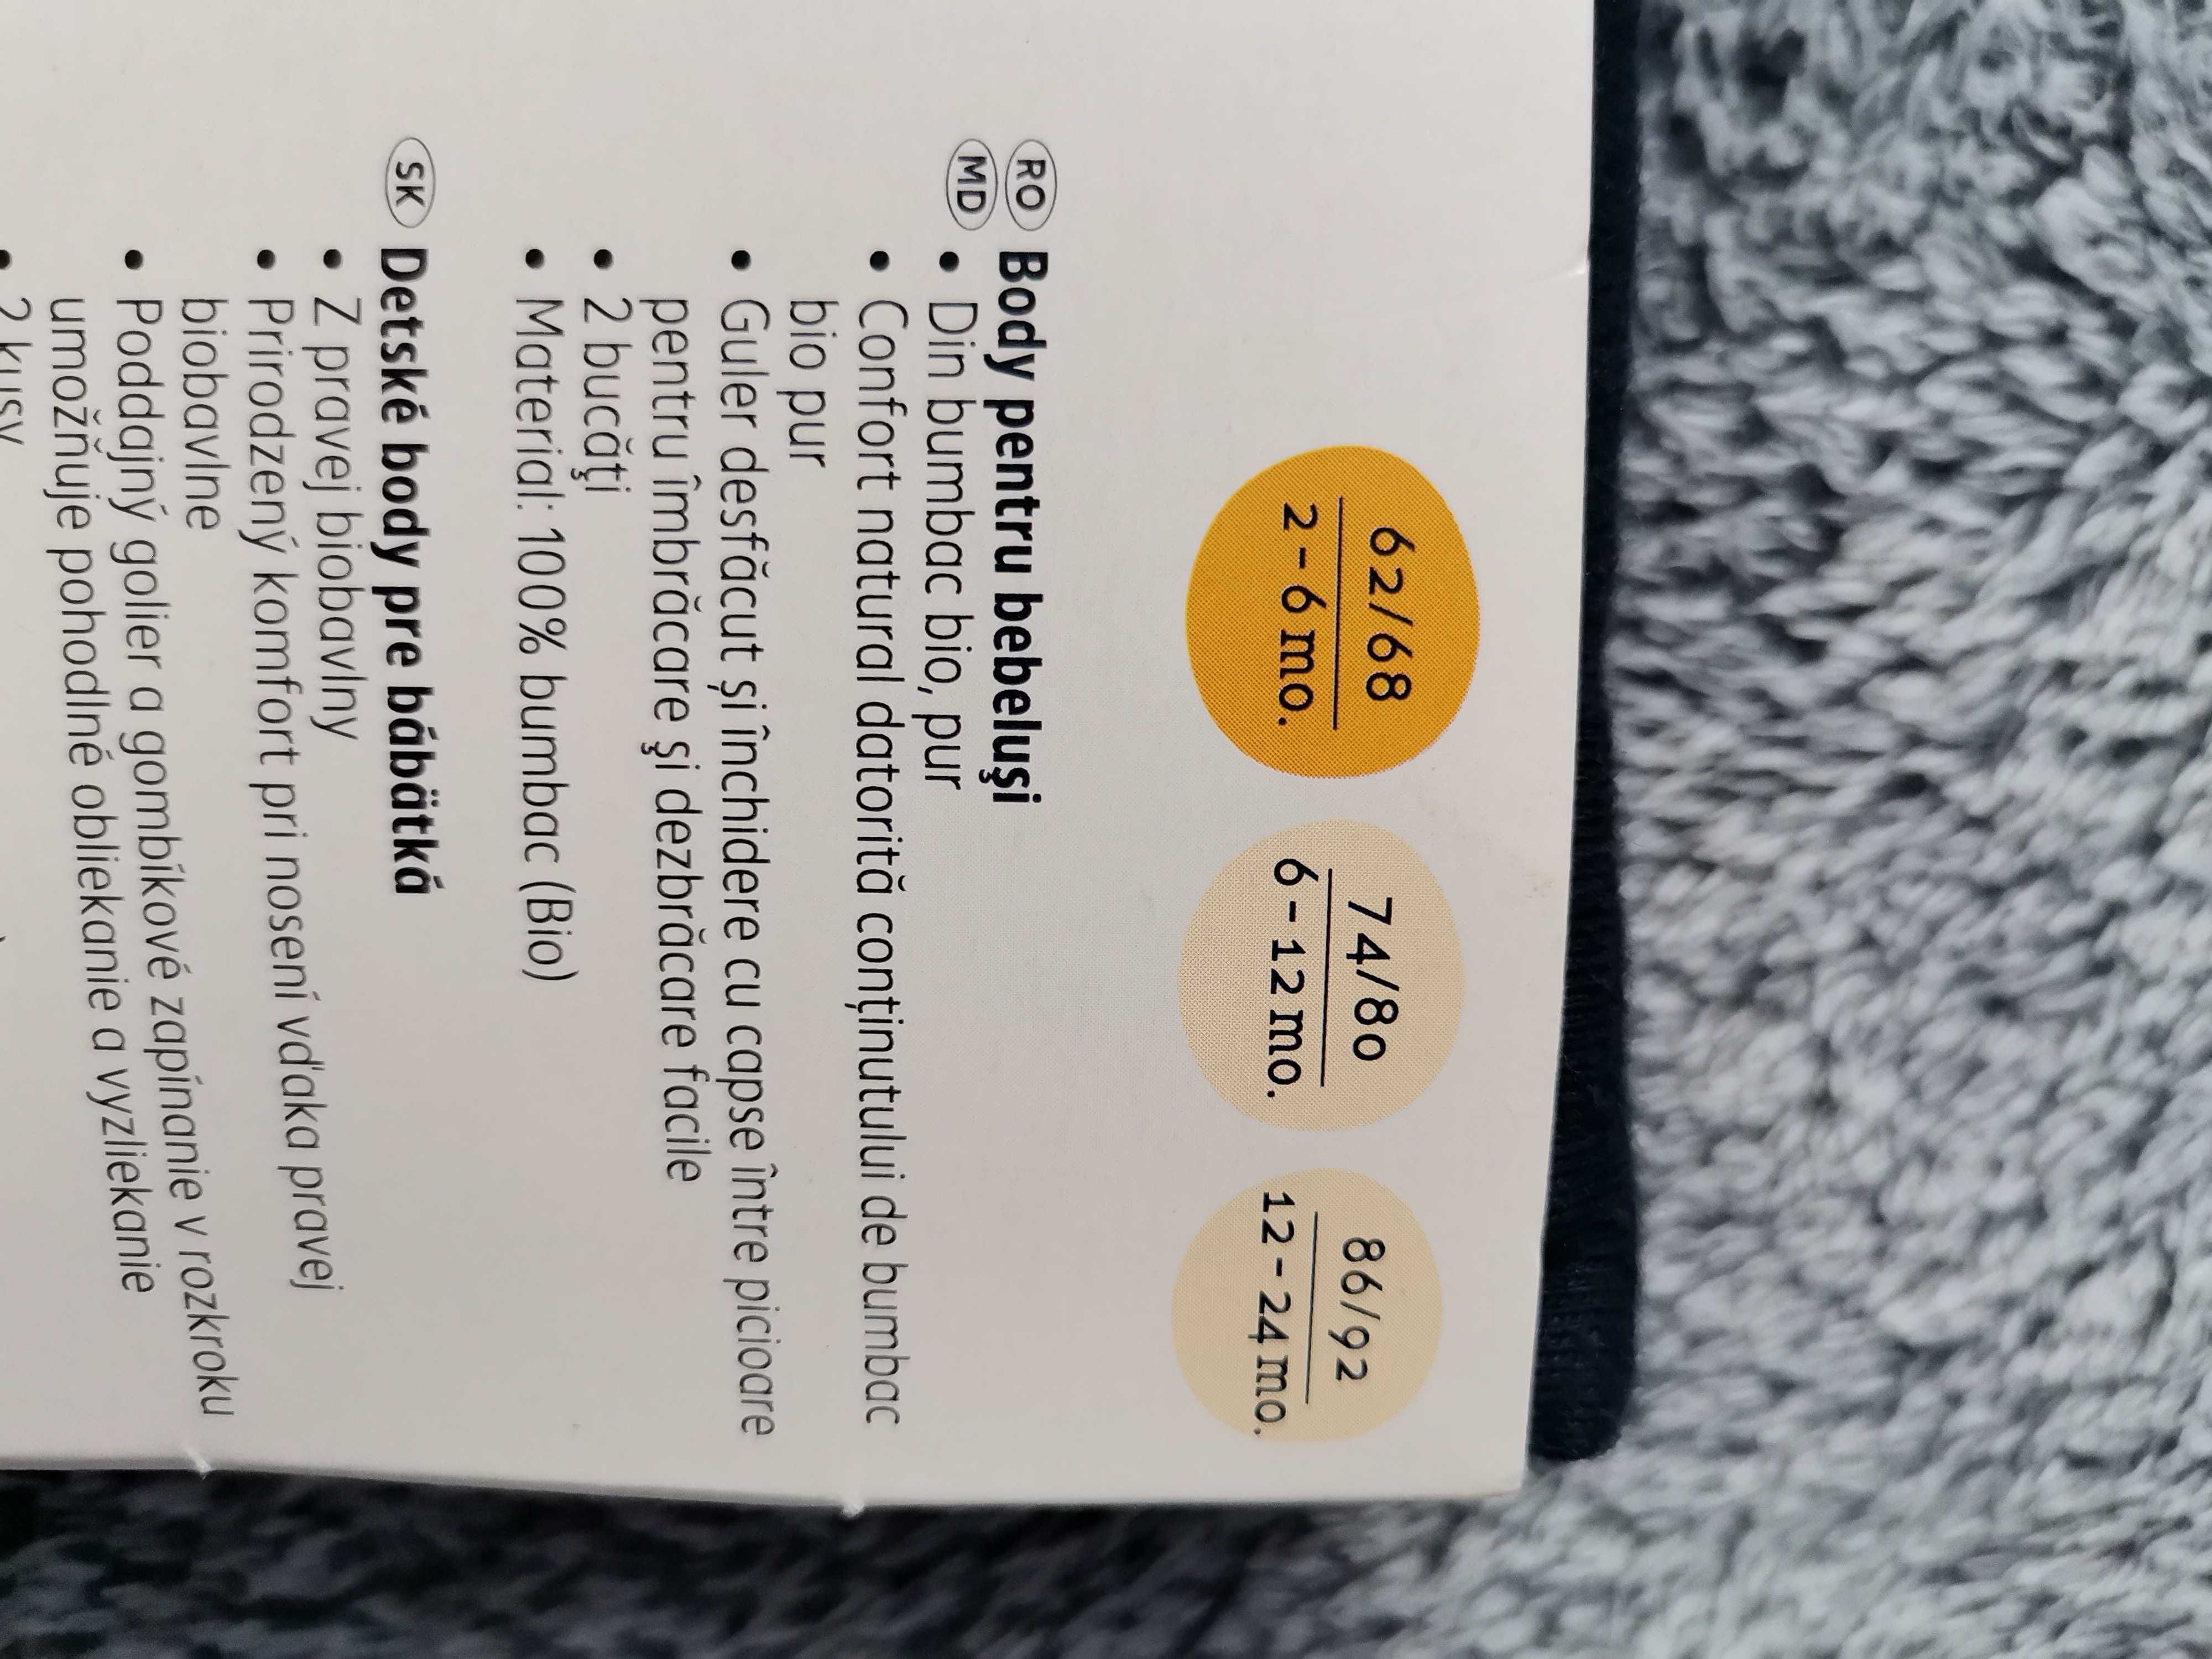 62/68
2-6 mo.
74/80
6-12 mo.
86/92
12-24 mo.
RO Body pentru bebeluşi
MD • Din bumbac bio, pur
• Confort natural datorită conţinutului de bumbac
bio pur
• Guler desfăcut și închidere cu capse între picioare
pentru îmbrăcare şi dezbrăcare facile
• 2 bucăţi
• Material: 100% bumbac (Bio)
SK Detské body pre bábätká
• Z pravej biobavlny
• Prirodzený komfort pri nosení vďaka pravej
biobavlne
• Poddajný golier a gombíkové zapínanie v rozkroku
umožňuje pohodlné obliekanie a vyzliekanie
• 2 kusy